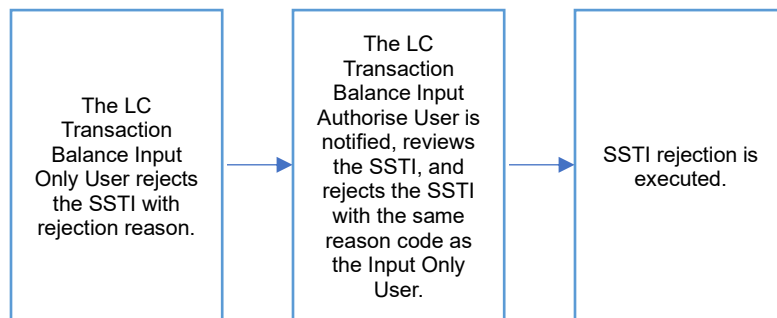 The LC
Transaction
Balance Input
Only User rejects
the SSTI with
rejection reason.
The LC
Transaction
Balance Input
Authorise User is
notified, reviews
the SSTI, and
rejects the SSTI
with the same
reason code as
the Input Only
User.
SSTI rejection is
executed.